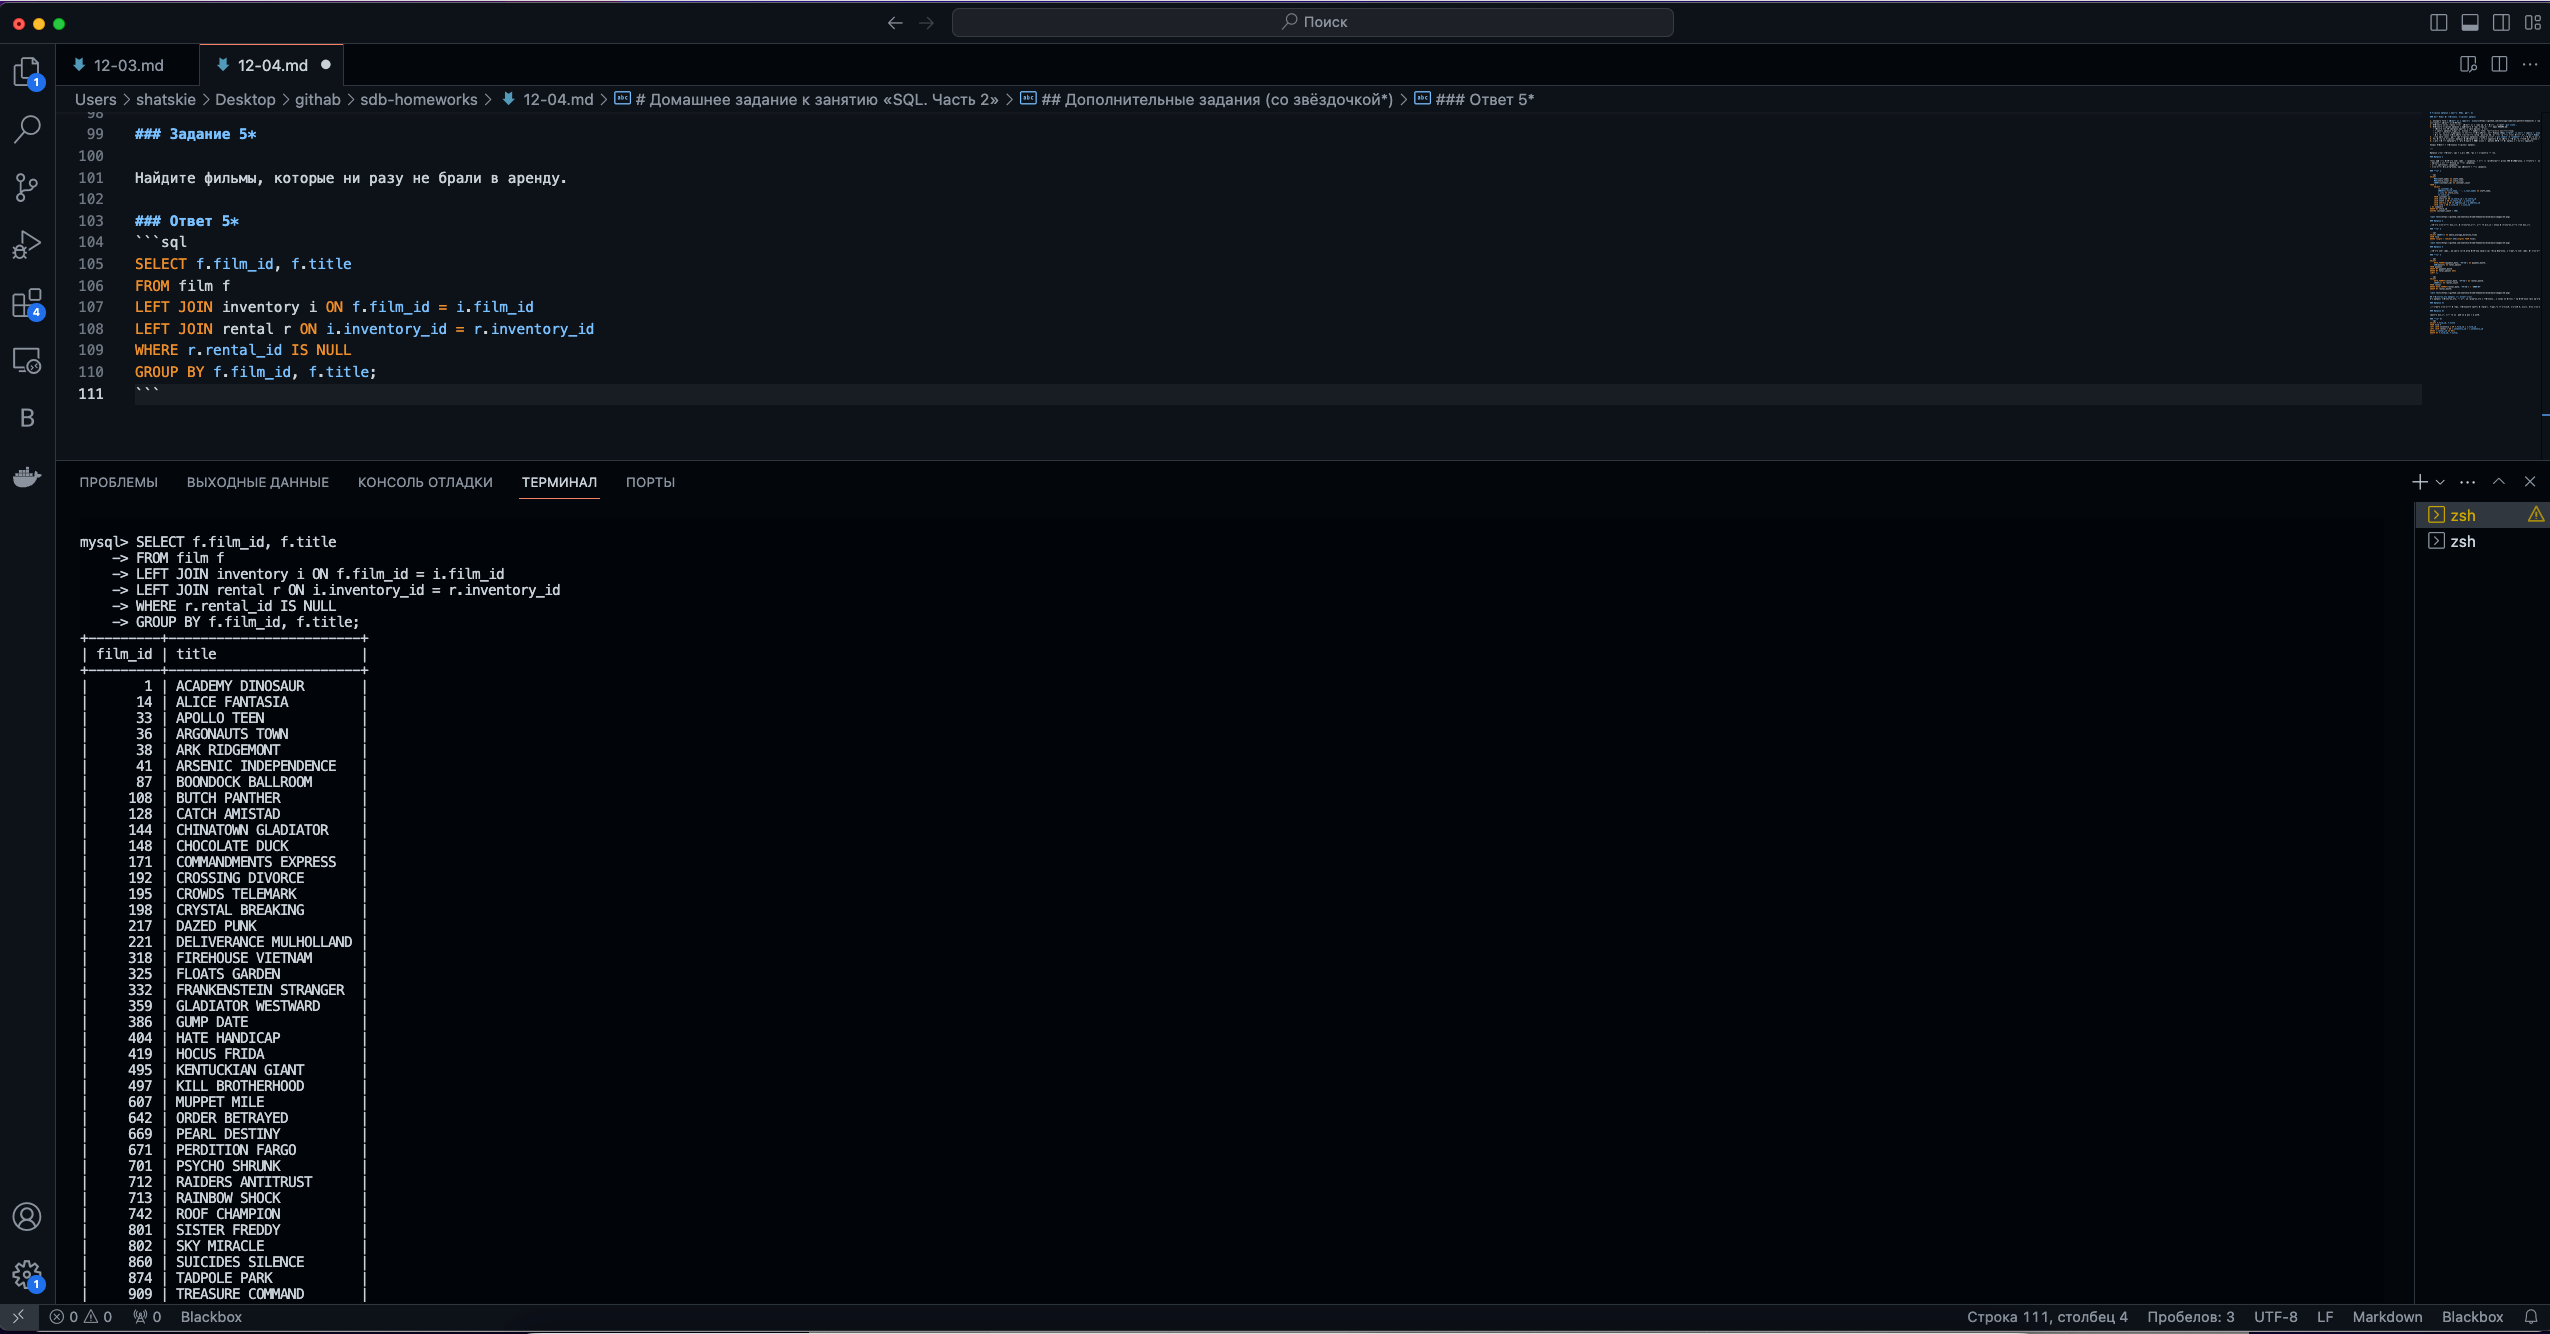 Поиск
12-03.md
12-04.md
Users > shatskie > Desktop > githab > sdb-homeworks > 12-04.md > # Домашнее задание к занятию «SQL. Часть 2» > ## Дополнительные задания (со звёздочкой*) > ### Ответ 5*
98
99 ### Задание 5*
100
101 Найдите фильмы, которые ни разу не брали в аренду.
102
103 ### Ответ 5*
104 ```sql
105 SELECT f.film_id, f.title
106 FROM film f
107 LEFT JOIN inventory i ON f.film_id = i.film_id
108 LEFT JOIN rental r ON i.inventory_id = r.inventory_id
109 WHERE r.rental_id IS NULL
110 GROUP BY f.film_id, f.title;
111 ```
ПРОБЛЕМЫ ВЫХОДНЫЕ ДАННЫЕ КОНСОЛЬ ОТЛАДКИ ТЕРМИНАЛ ПОРТЫ
zsh
zsh
mysql> SELECT f.film_id, f.title
-> FROM film f
-> LEFT JOIN inventory i ON f.film_id = i.film_id
-> LEFT JOIN rental r ON i.inventory_id = r.inventory_id
-> WHERE r.rental_id IS NULL
-> GROUP BY f.film_id, f.title;
+---------+------------------------+
| film_id | title |
+---------+------------------------+
| 1 | ACADEMY DINOSAUR |
| 14 | ALICE FANTASIA |
| 33 | APOLLO TEEN |
| 36 | ARGONAUTS TOWN |
| 38 | ARK RIDGEMONT |
| 41 | ARSENIC INDEPENDENCE |
| 87 | BOONDOCK BALLROOM |
| 108 | BUTCH PANTHER |
| 128 | CATCH AMISTAD |
| 144 | CHINATOWN GLADIATOR |
| 148 | CHOCOLATE DUCK |
| 171 | COMMANDMENTS EXPRESS |
| 192 | CROSSING DIVORCE |
| 195 | CROWDS TELEMARK |
| 198 | CRYSTAL BREAKING |
| 217 | DAZED PUNK |
| 221 | DELIVERANCE MULHOLLAND |
| 318 | FIREHOUSE VIETNAM |
| 325 | FLOATS GARDEN |
| 332 | FRANKENSTEIN STRANGER |
| 359 | GLADIATOR WESTWARD |
| 386 | GUMP DATE |
| 404 | HATE HANDICAP |
| 419 | HOCUS FRIDA |
| 495 | KENTUCKIAN GIANT |
| 497 | KILL BROTHERHOOD |
| 607 | MUPPET MILE |
| 642 | ORDER BETRAYED |
| 669 | PEARL DESTINY |
| 671 | PERDITION FARGO |
| 701 | PSYCHO SHRUNK |
| 712 | RAIDERS ANTITRUST |
| 713 | RAINBOW SHOCK |
| 742 | ROOF CHAMPION |
| 801 | SISTER FREDDY |
| 802 | SKY MIRACLE |
| 860 | SUICIDES SILENCE |
| 874 | TADPOLE PARK |
| 909 | TREASURE COMMAND |
1
4
B
1
0 0 0 Blackbox
Строка 111, столбец 4 Пробелов: 3 UTF-8 LF Markdown Blackbox